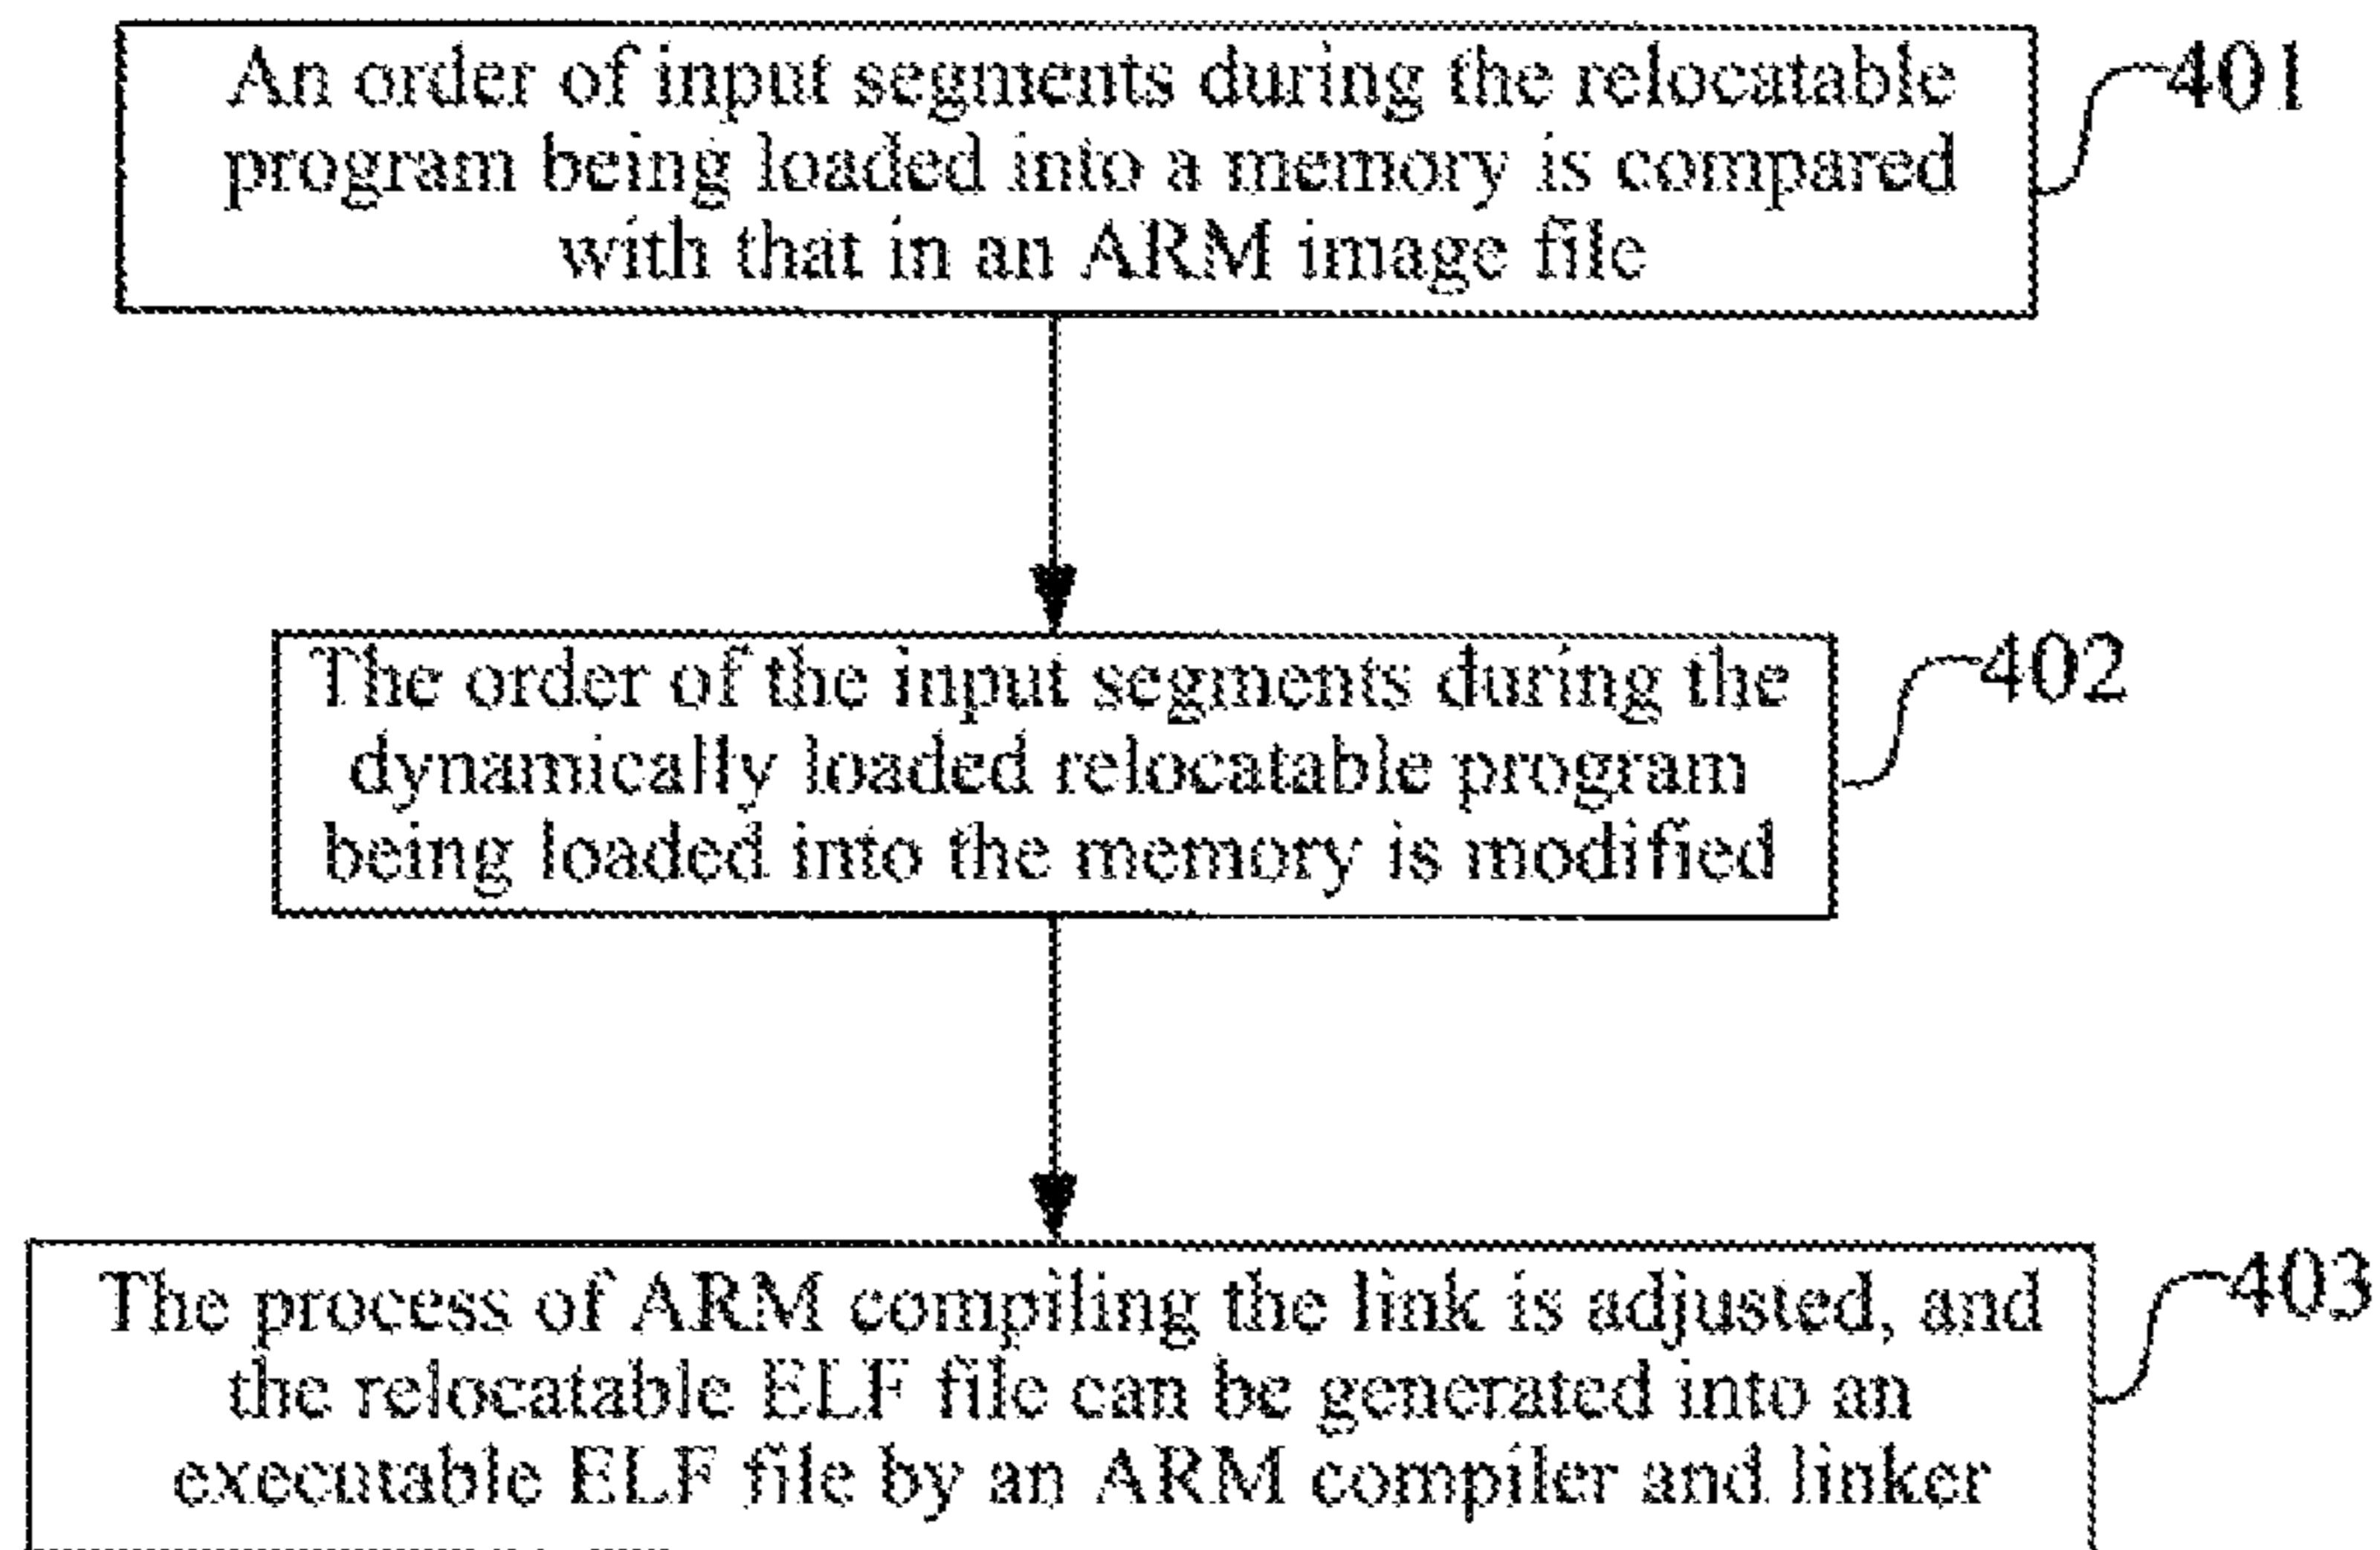 An order of input segments during the relocatable
program being loaded into a memory is compared
with that in an ARM image file
401
The order of the input segments during the
dynamically loaded relocatable program
being loaded into the memory is modified
402
The process of ARM compiling the link is adjusted, and
the relocatable ELF file can be generated into an
executable ELF file by an ARM compiler and linker
403